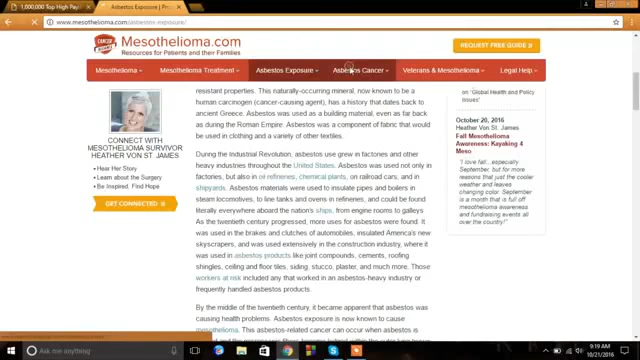 1,000,000 Top High Pay
Asbestos Exposure | Pr
www.mesothelioma.com/asbestos-exposure/
Mesothelioma.com
Resources for Patients and their Families
REQUEST FREE GUIDE »
Mesothelioma
Mesothelioma Treatment
Asbestos Exposure
Asbestos Cancer
Veterans & Mesothelioma
Legal Help
CONNECT WITH
MESOTHELIOMA SURVIVOR
HEATHER VON ST. JAMES
• Hear Her Story
• Learn about the Surgery
• Be Inspired. Find Hope
GET CONNECTED »
resistant properties. This naturally-occurring mineral, now known to be a
human carcinogen (cancer-causing agent), has a history that dates back to
ancient Greece. Asbestos was used as a building material, even as far back
as during the Roman Empire. Asbestos was a component of fabric that would
be used in clothing and a variety of other textiles.
During the Industrial Revolution, asbestos use grew in factories and other
heavy industries throughout the United States. Asbestos was used not only in
factories, but also in oil refineries, chemical plants, on railroad cars, and in
shipyards. Asbestos materials were used to insulate pipes and boilers in
steam locomotives, to line tanks and ovens in refineries, and could be found
literally everywhere aboard the nation's ships, from engine rooms to galleys
As the twentieth century progressed, more uses for asbestos were found. It
was used in the brakes and clutches of automobiles, insulated America's new
skyscrapers, and was used extensively in the construction industry, where it
was used in asbestos products like joint compounds, cements, roofing
shingles, ceiling and floor tiles, siding, stucco, plaster, and much more. Those
workers at risk included any that worked in an asbestos-heavy industry or
frequently handled asbestos products.
By the middle of the twentieth century, it became apparent that asbestos was
causing health problems. Asbestos exposure is now known to cause
mesothelioma. This asbestos-related cancer can occur when asbestos is
on 'Global Health and Policy
Issues'
October 20, 2016
Heather Von St. James
Fall Mesothelioma
Awareness: Kayaking 4
Meso
"I love fall...especially
September, but for more
reasons just the cooler
weather and leaves
changing color.
September is a month
that is full of
mesothelioma awareness
and fundraising events all
over the country!"
Ask me anything
9:19 AM
10/21/2016